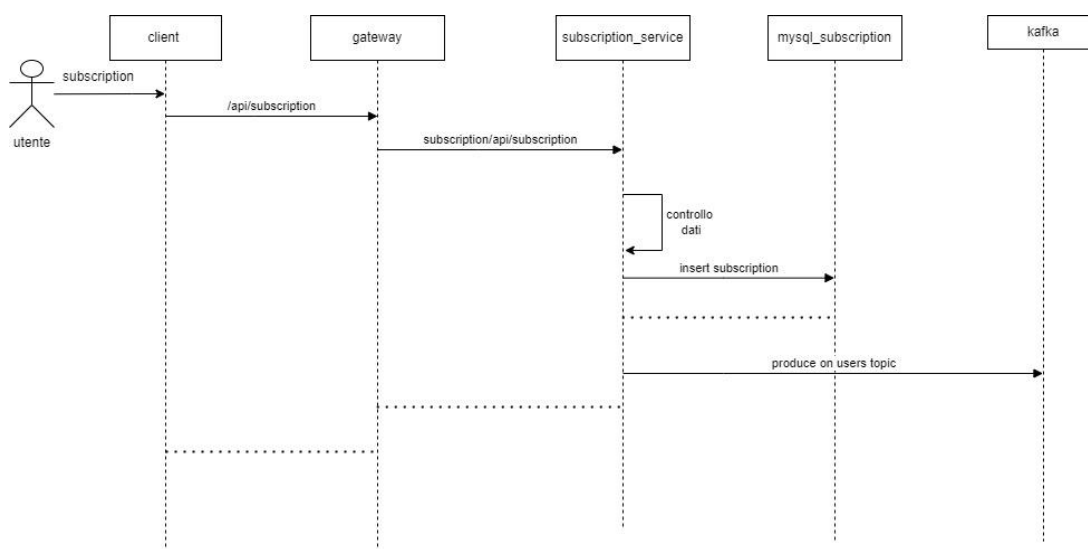 client
gateway
subscription_service
mysql_subscription
kafka
subscription
utente
/api/subscription
subscription/api/subscription
controllo
dati
insert subscription
produce on users topic